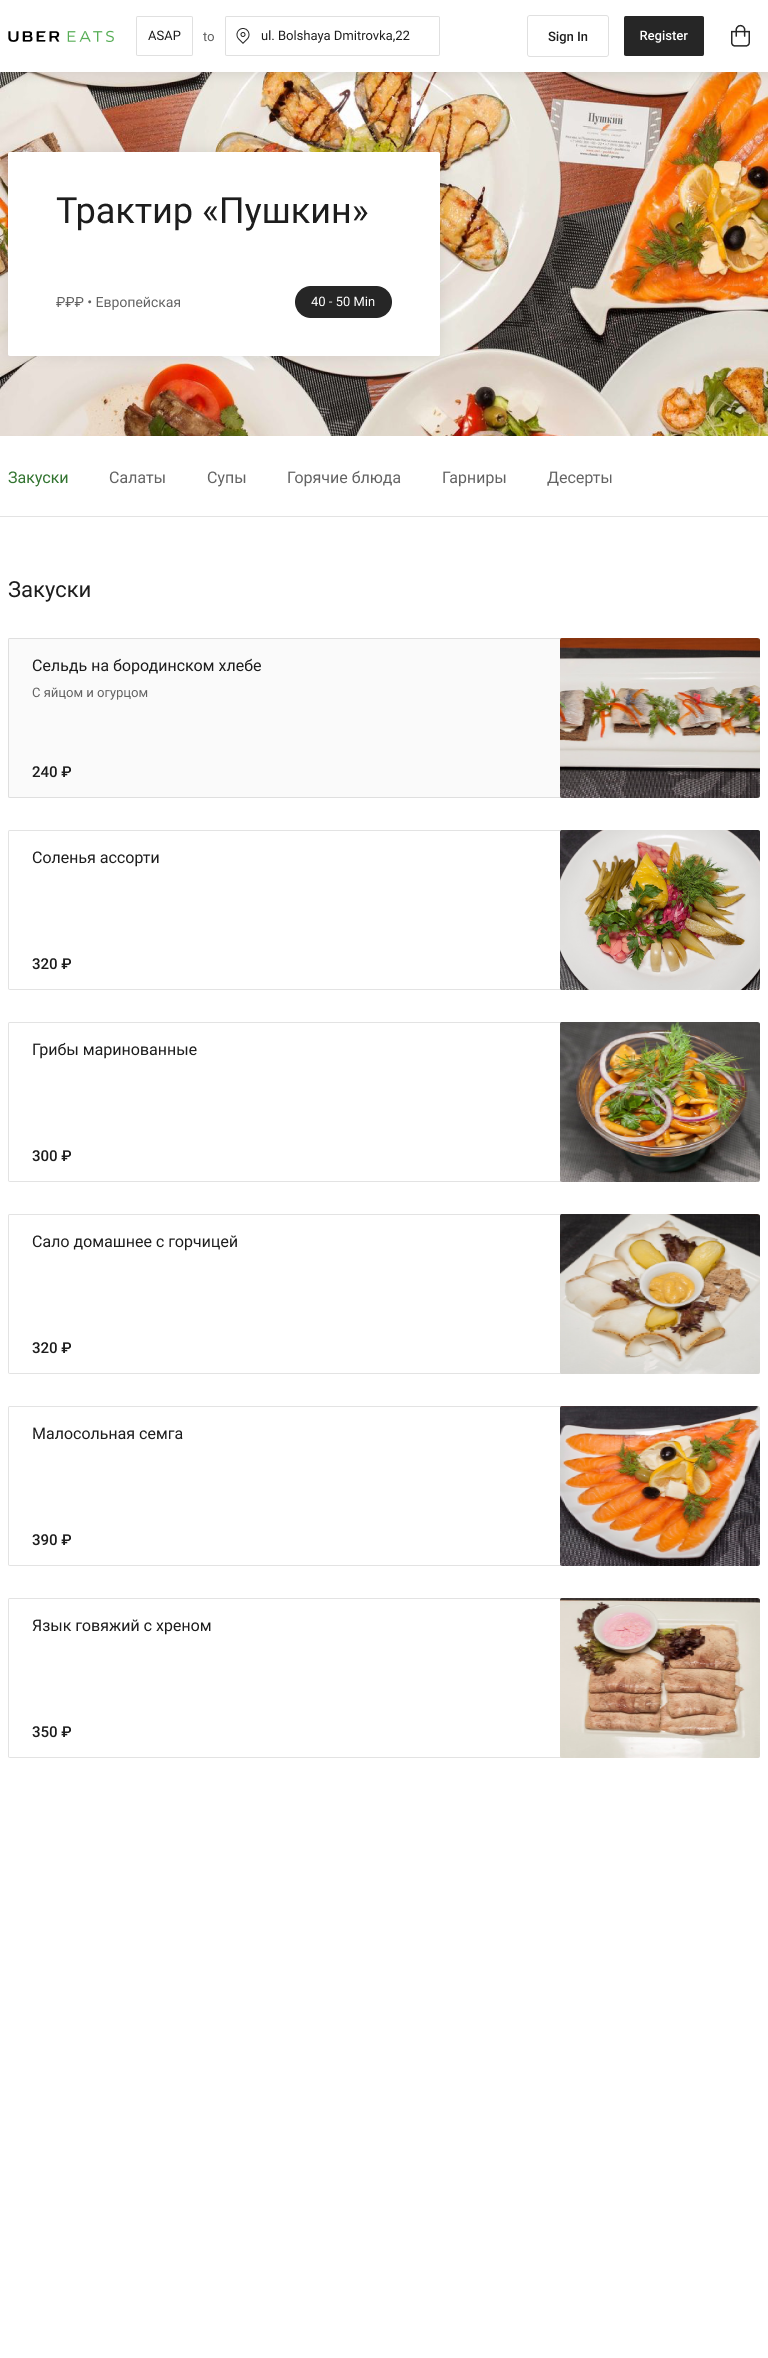 UBER EATS
ASAP
to
ul. Bolshaya Dmitrovka,22
Sign In
Register
Пушкин
Трактир «Пушкин»
₽₽₽ • Европейская
40 - 50 Min
Закуски
Салаты
Супы
Горячие блюда
Гарниры
Десерты
Закуски
Сельдь на бородинском хлебе
С яйцом и огурцом
240 ₽
Соленья ассорти
320 ₽
Грибы маринованные
300 ₽
Сало домашнее с горчицей
320 ₽
Малосольная семга
390 ₽
Язык говяжий с хреном
350 ₽